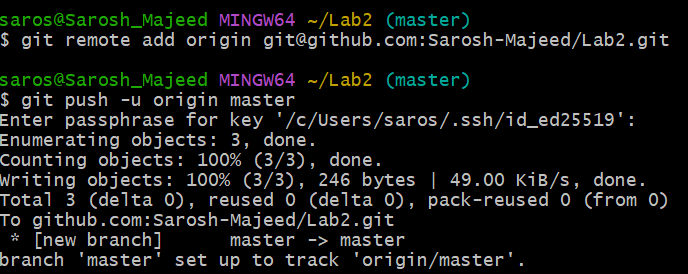 saros@Sarosh_Majeed MINGW64 ~/Lab2 (master)
$ git remote add origin git@github.com:Sarosh-Majeed/Lab2.git
saros@Sarosh_Majeed MINGW64 ~/Lab2 (master)
$ git push -u origin master
Enter passphrase for key '/c/Users/saros/.ssh/id_ed25519':
Enumerating objects: 3, done.
Counting objects: 100% (3/3), done.
Writing objects: 100% (3/3), 246 bytes | 49.00 KiB/s, done.
Total 3 (delta 0), reused 0 (delta 0), pack-reused 0 (from 0)
To github.com:Sarosh-Majeed/Lab2.git
 * [new branch]      master -> master
branch 'master' set up to track 'origin/master'.